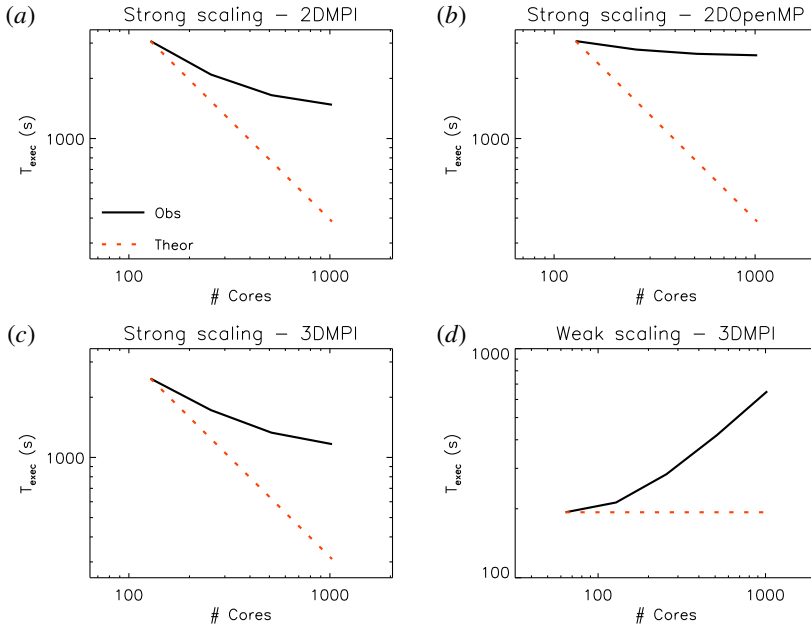 (a) Strong scaling – 2DMPI
T_exec (s)
1000
Obs
Theor
100 1000
# Cores
(b) Strong scaling – 2DOpenMP
T_exec (s)
1000
100 1000
# Cores
(c) Strong scaling – 3DMPI
T_exec (s)
1000
100 1000
# Cores
(d) Weak scaling – 3DMPI
1000
T_exec (s)
100
100 1000
# Cores